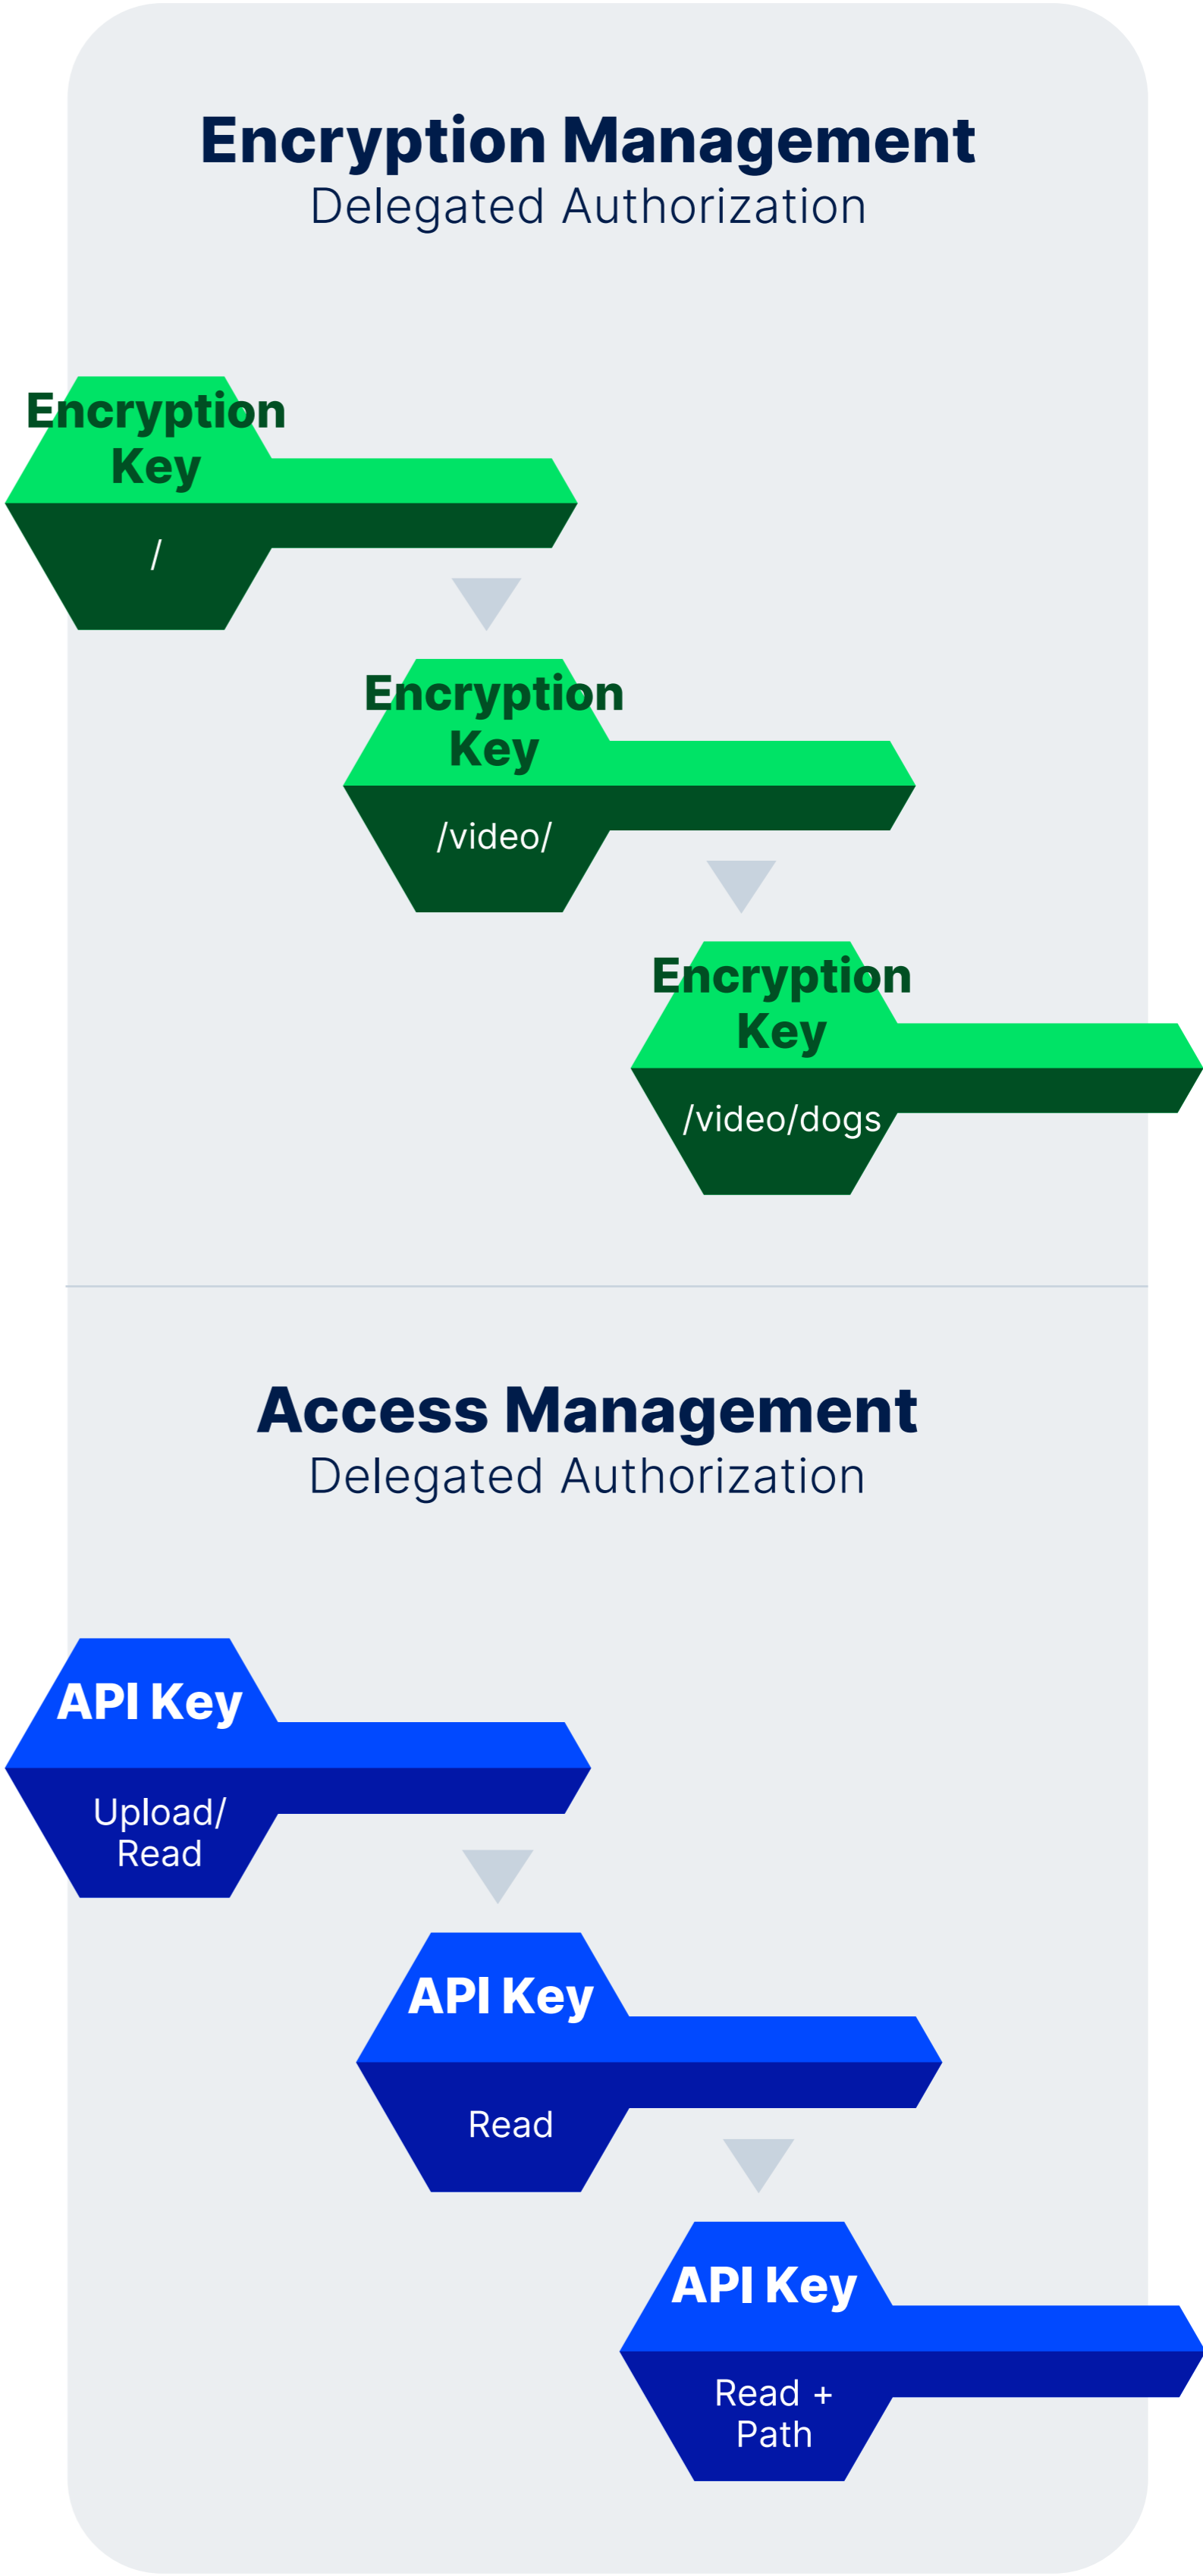 Encryption Management
Delegated Authorization
Encryption
Key
/
Encryption
Key
/video/
Encryption
Key
/video/dogs
Access Management
Delegated Authorization
API Key
Upload/
Read
API Key
Read
API Key
Read +
Path